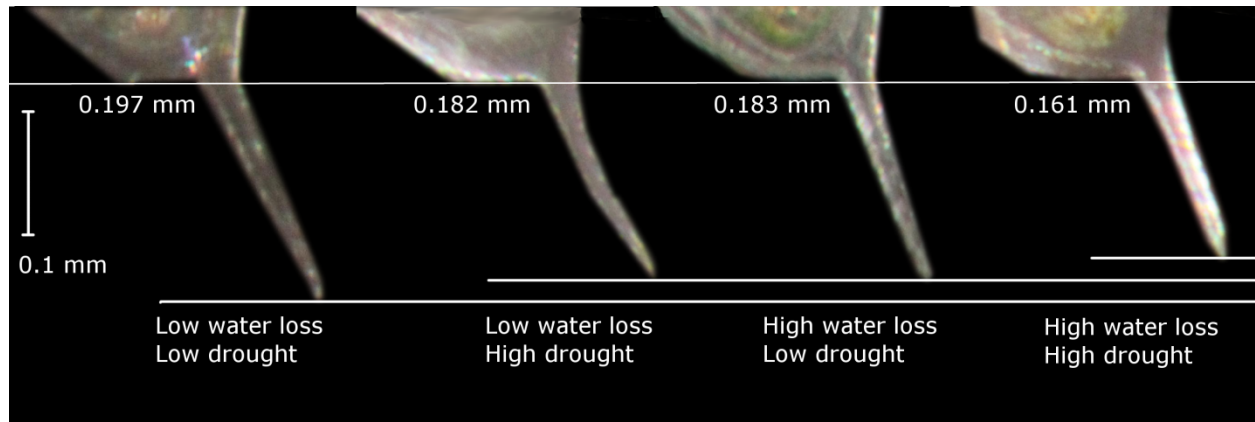 0.197 mm
0.182 mm
0.183 mm
0.161 mm
0.1 mm
Low water loss
Low drought
Low water loss
High drought
High water loss
Low drought
High water loss
High drought